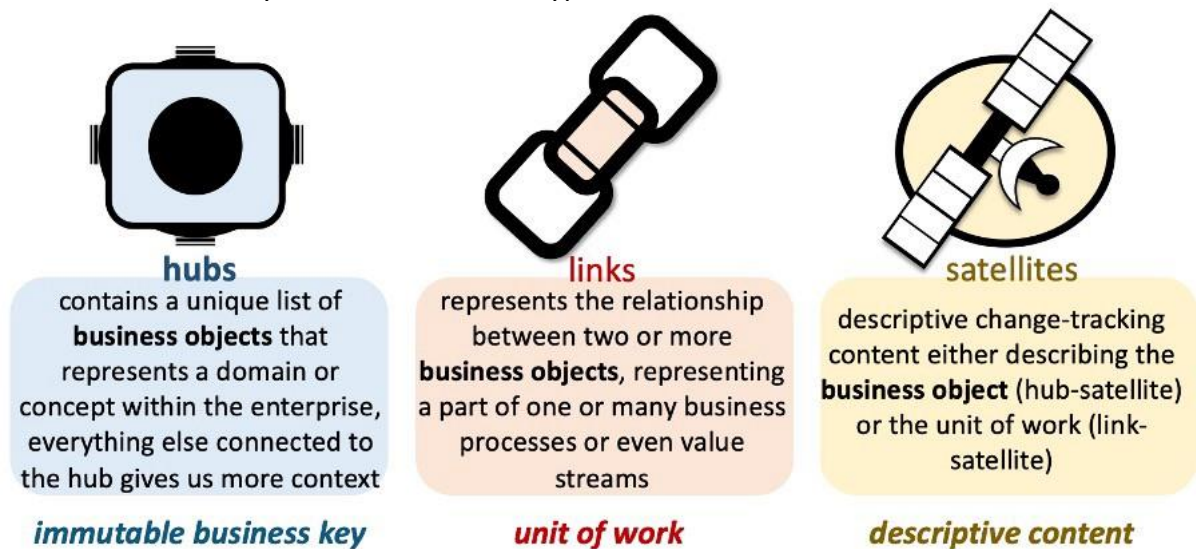 hubs
contains a unique list of
business objects that
represents a domain or
concept within the enterprise,
everything else connected to
the hub gives us more context
immutable business key
links
represents the relationship
between two or more
business objects, representing
a part of one or many business
processes or even value
streams
unit of work
satellites
descriptive change-tracking
content either describing the
business object (hub-satellite)
or the unit of work (link-
satellite)
descriptive content